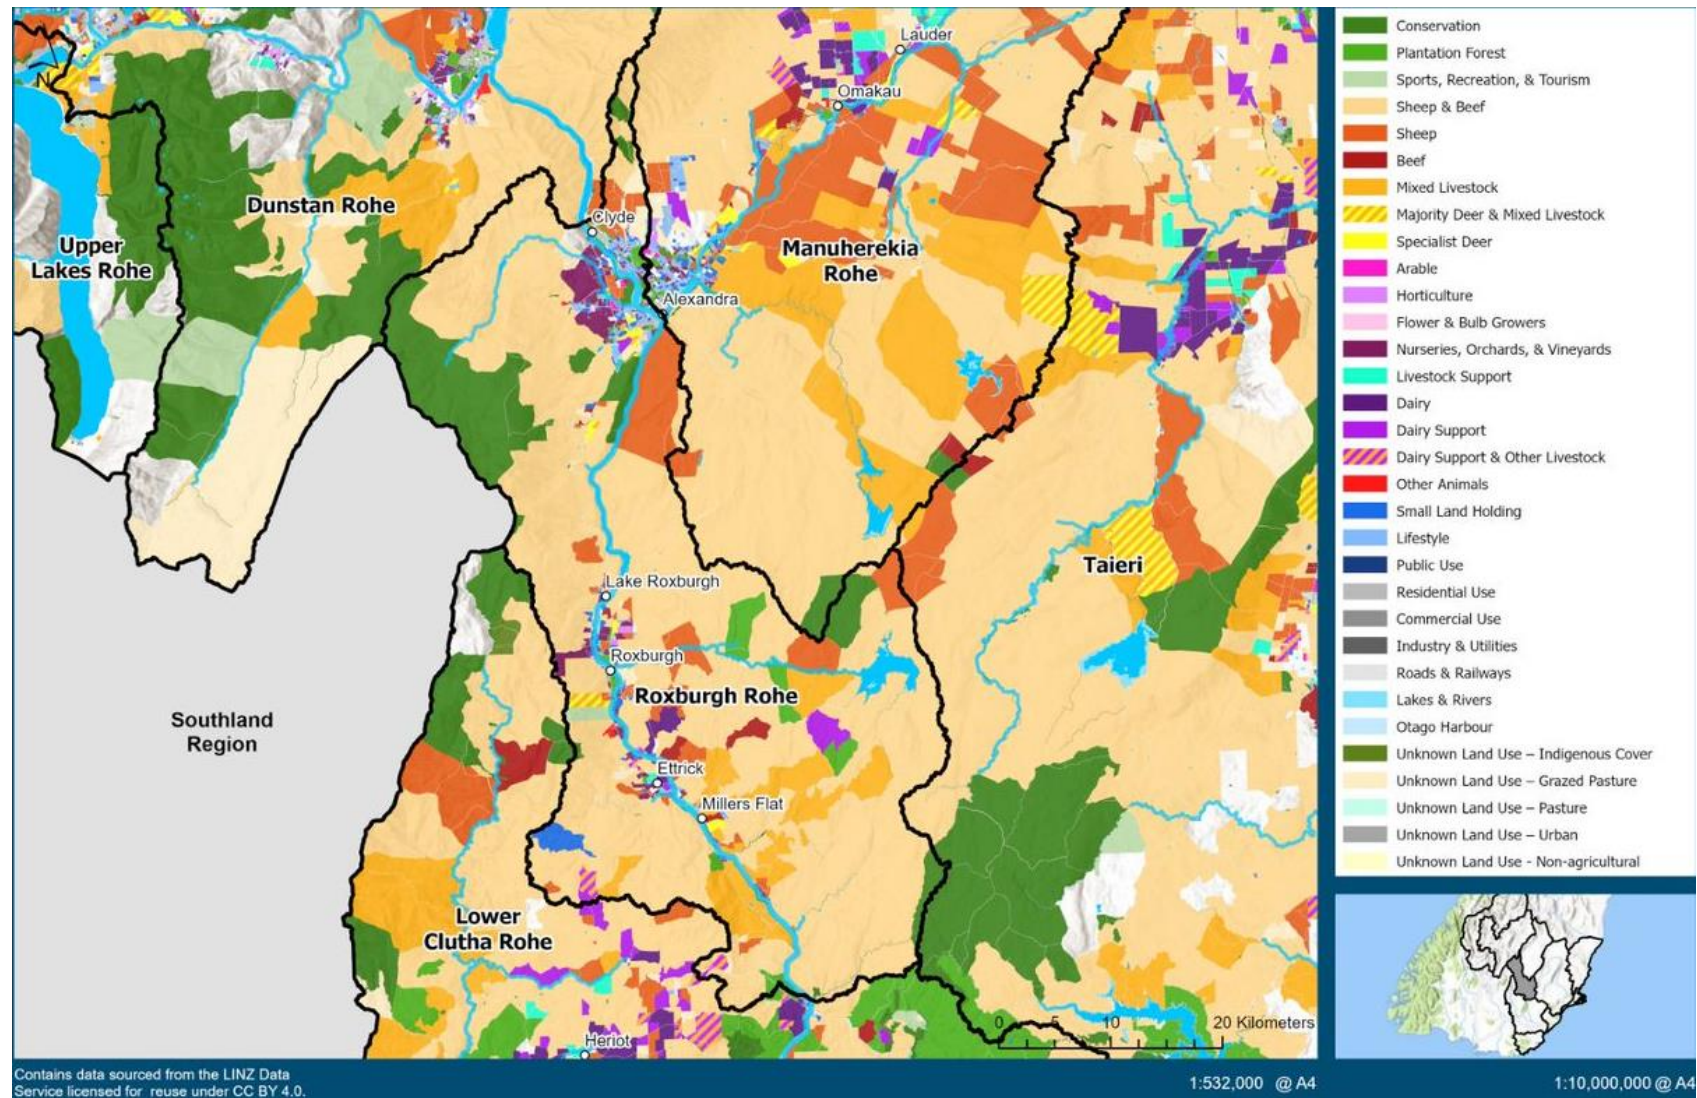 N
Lauder
Omakau
Dunstan Rohe
Clyde
Upper
Lakes Rohe
Manuherekia
Rohe
Alexandra
Taieri
Lake Roxburgh
Roxburgh
Roxburgh Rohe
Southland
Region
Ettrick
Millers Flat
Lower
Clutha Rohe
Heriot
0 5 10 20 Kilometers
Conservation
Plantation Forest
Sports, Recreation, & Tourism
Sheep & Beef
Sheep
Beef
Mixed Livestock
Majority Deer & Mixed Livestock
Specialist Deer
Arable
Horticulture
Flower & Bulb Growers
Nurseries, Orchards, & Vineyards
Livestock Support
Dairy
Dairy Support
Dairy Support & Other Livestock
Other Animals
Small Land Holding
Lifestyle
Public Use
Residential Use
Commercial Use
Industry & Utilities
Roads & Railways
Lakes & Rivers
Otago Harbour
Unknown Land Use – Indigenous Cover
Unknown Land Use – Grazed Pasture
Unknown Land Use – Pasture
Unknown Land Use – Urban
Unknown Land Use - Non-agricultural
Contains data sourced from the LINZ Data
Service licensed for reuse under CC BY 4.0.
1:532,000 @ A4
1:10,000,000 @ A4